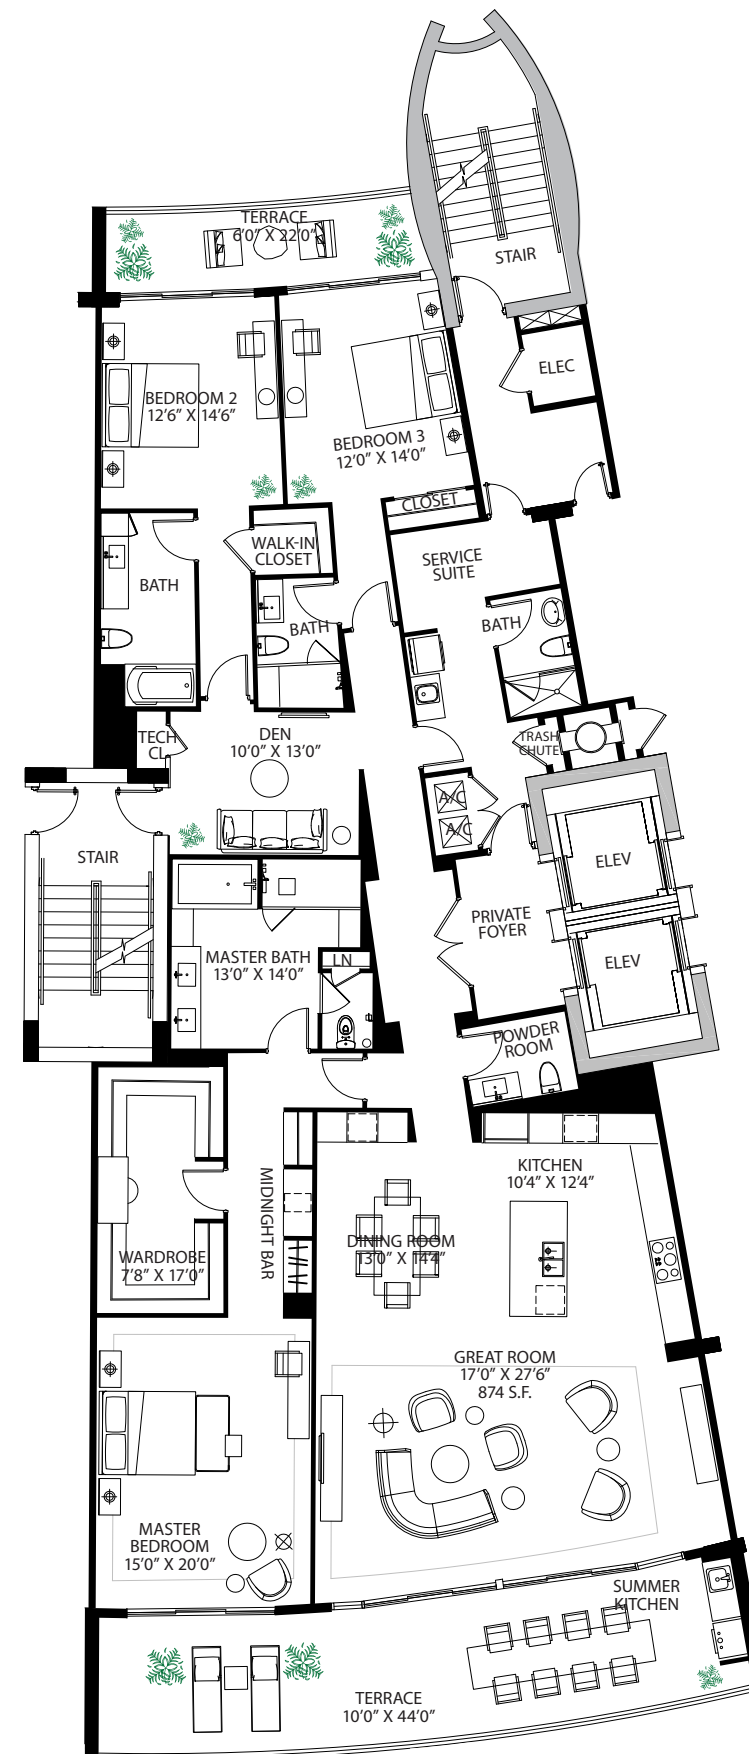 TERRACE
6'0" X 22'0"
STAIR
ELEC
BEDROOM 2
12'6" X 14'6"
BEDROOM 3
12'0" X 14'0"
CLOSET
WALK-IN
CLOSET
SERVICE
SUITE
BATH
BATH
BATH
TECH
CL.
DEN
10'0" X 13'0"
TRASH
CHUTE
A/C
A/C
STAIR
ELEV
PRIVATE
FOYER
MASTER BATH
13'0" X 14'0"
LN
ELEV
POWDER
ROOM
KITCHEN
10'4" X 12'4"
MIDNIGHT BAR
DINING ROOM
13'0" X 14'4"
WARDROBE
7'8" X 17'0"
GREAT ROOM
17'0" X 27'6"
874 S.F.
MASTER
BEDROOM
15'0" X 20'0"
SUMMER
KITCHEN
TERRACE
10'0" X 44'0"